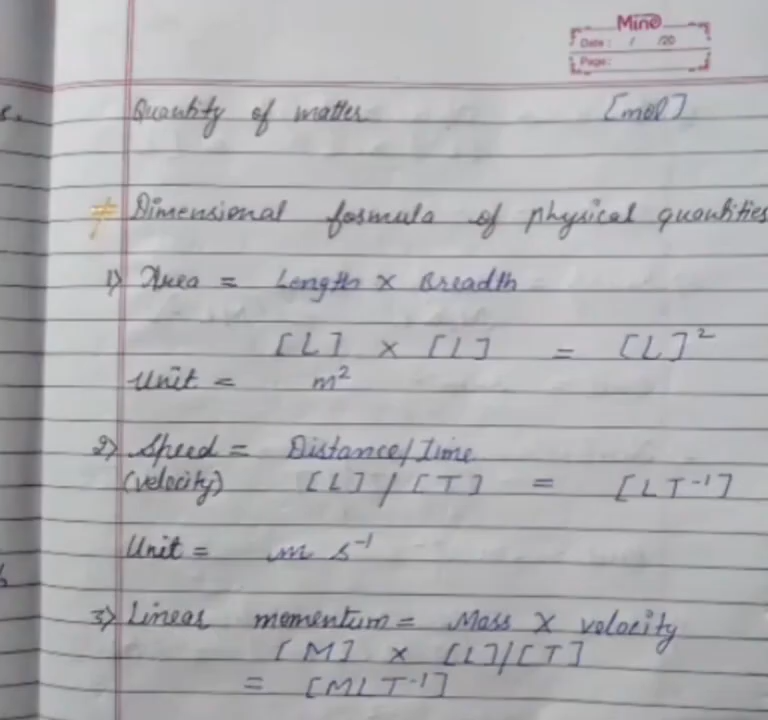 Mino
Date : / /20
Page:
Quantity of matter [mol]
# Dimensional formula of physical quantities
1) Area = Length × Breadth
[L] × [L] = [L]²
Unit = m²
2) Speed = Distance/Time
(velocity) [L] / [T] = [LT⁻¹]
Unit = m s⁻¹
3) Linear momentum = Mass × velocity
[M] × [L]/[T]
= [MLT⁻¹]